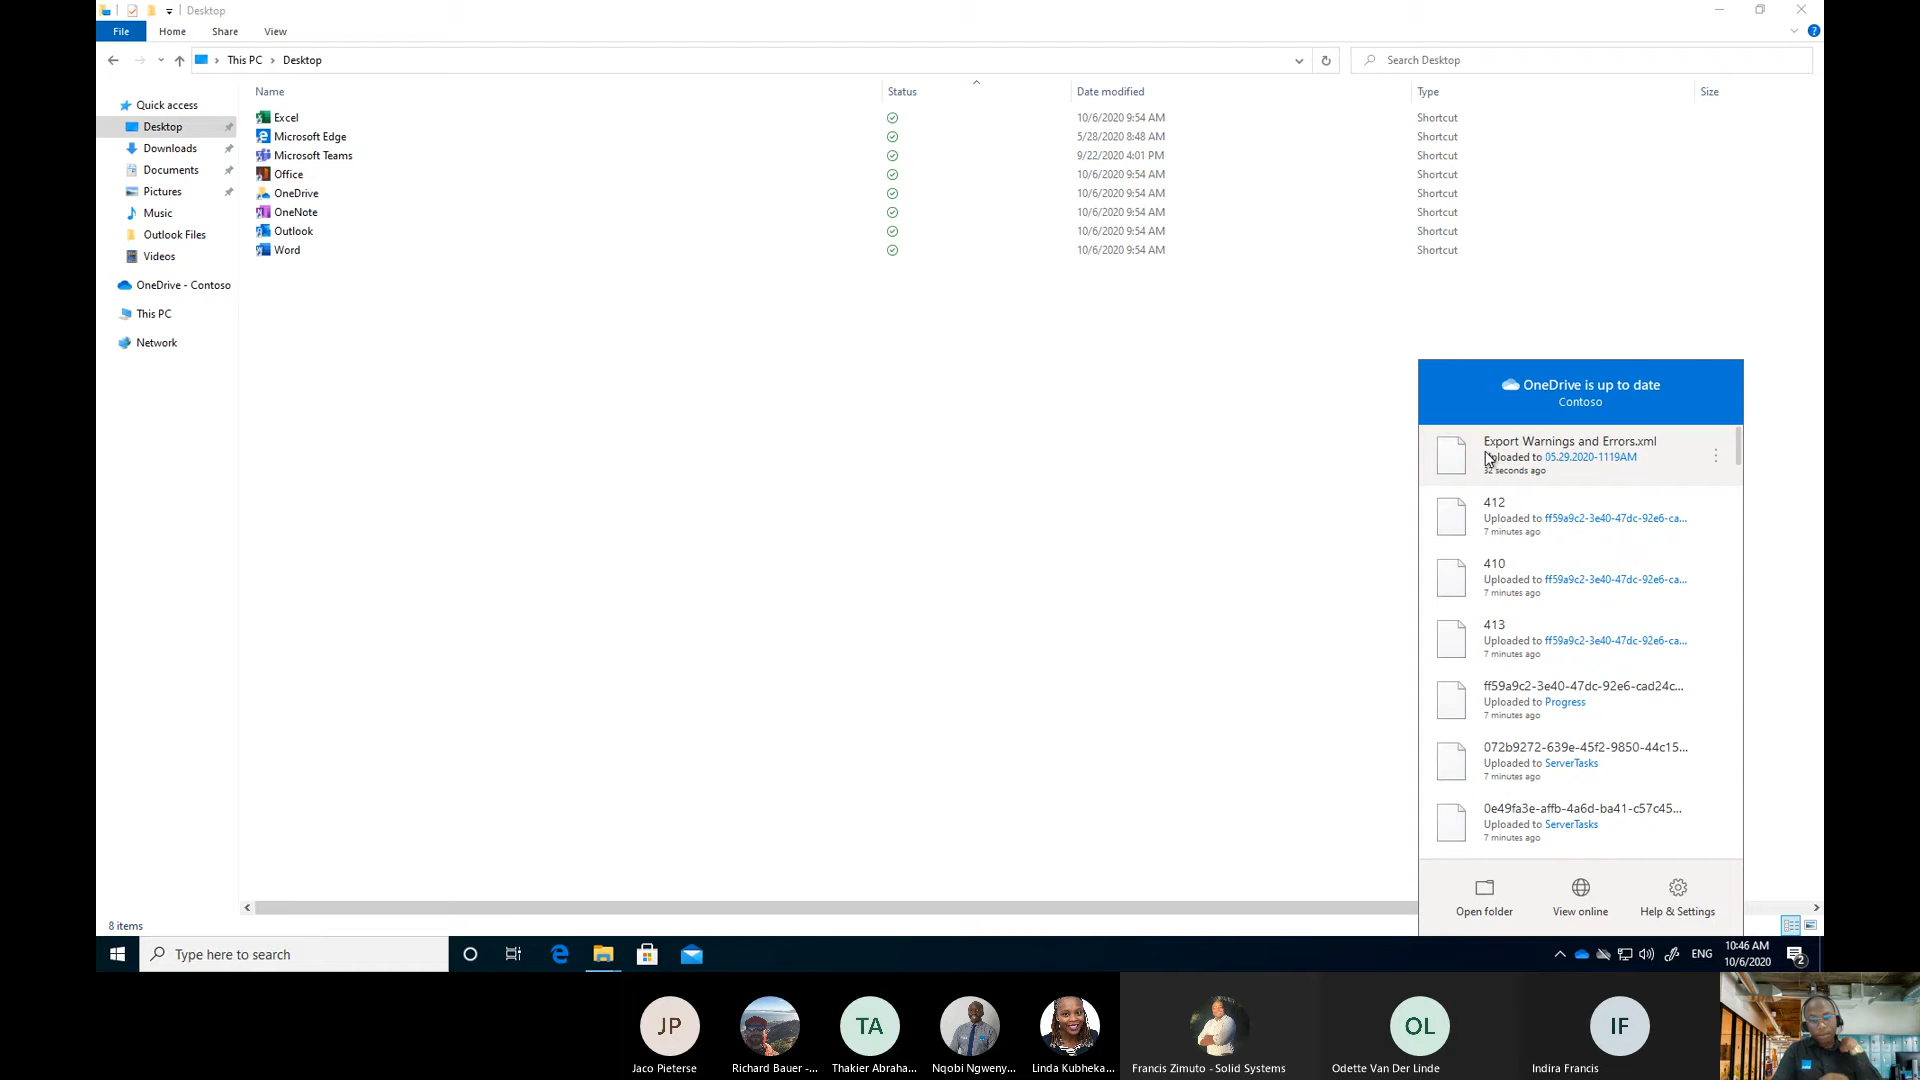 Desktop
File Home Share View
This PC > Desktop
Search Desktop
Name Status Date modified Type Size
Quick access
Desktop
Downloads
Documents
Pictures
Music
Outlook Files
Videos
OneDrive - Contoso
This PC
Network
Excel 10/6/2020 9:54 AM Shortcut
Microsoft Edge 5/28/2020 8:48 AM Shortcut
Microsoft Teams 9/22/2020 4:01 PM Shortcut
Office 10/6/2020 9:54 AM Shortcut
OneDrive 10/6/2020 9:54 AM Shortcut
OneNote 10/6/2020 9:54 AM Shortcut
Outlook 10/6/2020 9:54 AM Shortcut
Word 10/6/2020 9:54 AM Shortcut
OneDrive is up to date
Contoso
Export Warnings and Errors.xml
Uploaded to 05.29.2020-1119AM
32 seconds ago
412
Uploaded to ff59a9c2-3e40-47dc-92e6-ca...
7 minutes ago
410
Uploaded to ff59a9c2-3e40-47dc-92e6-ca...
7 minutes ago
413
Uploaded to ff59a9c2-3e40-47dc-92e6-ca...
7 minutes ago
ff59a9c2-3e40-47dc-92e6-cad24c...
Uploaded to Progress
7 minutes ago
072b9272-639e-45f2-9850-44c15...
Uploaded to ServerTasks
7 minutes ago
0e49fa3e-affb-4a6d-ba41-c57c45...
Uploaded to ServerTasks
7 minutes ago
Open folder View online Help & Settings
8 items
Type here to search
ENG
10:46 AM
10/6/2020
2
JP TA OL IF
Jaco Pieterse Richard Bauer -... Thakier Abraha... Nqobi Ngweny... Linda Kubheka... Francis Zimuto - Solid Systems Odette Van Der Linde Indira Francis